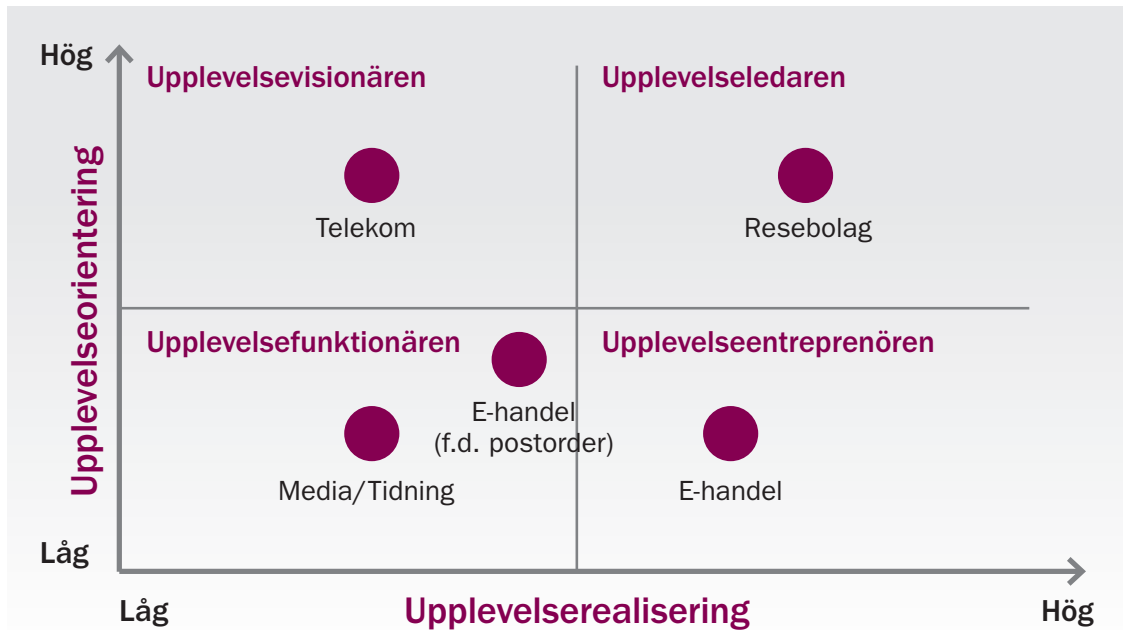 Hög
Upplevelsevisionären
Upplevelseledaren
Upplevelseorientering
Telekom
Resebolag
Upplevelsefunktionären
Upplevelseentreprenören
E-handel
(f.d. postorder)
Media/Tidning
E-handel
Låg
Låg
Upplevelserealisering
Hög